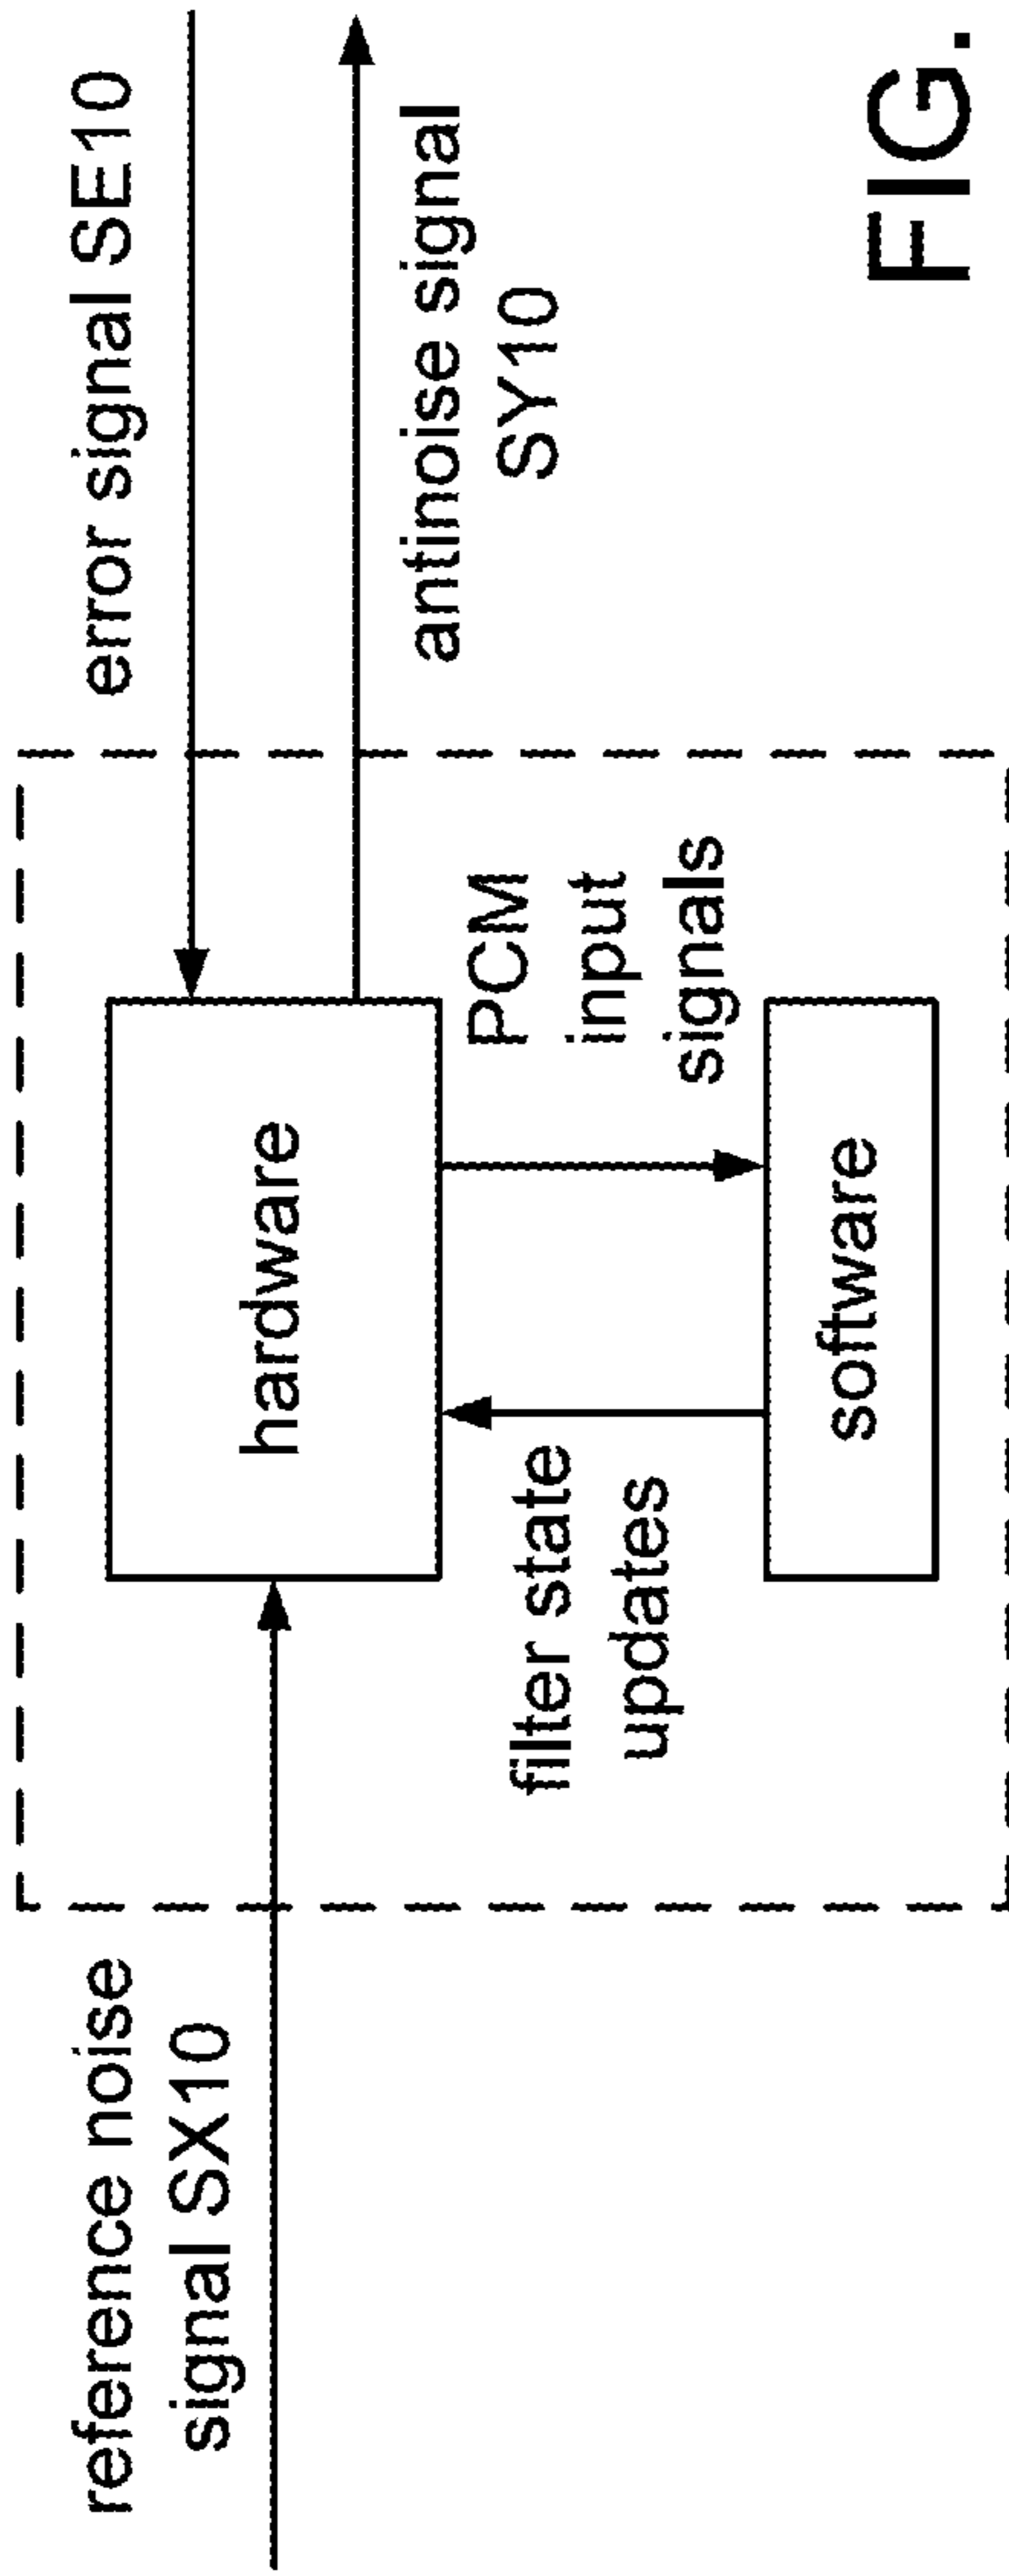 reference noise
signal SX10
error signal SE10
hardware
antinoise signal
SY10
filter state
updates
PCM
input
signals
software
FIG.